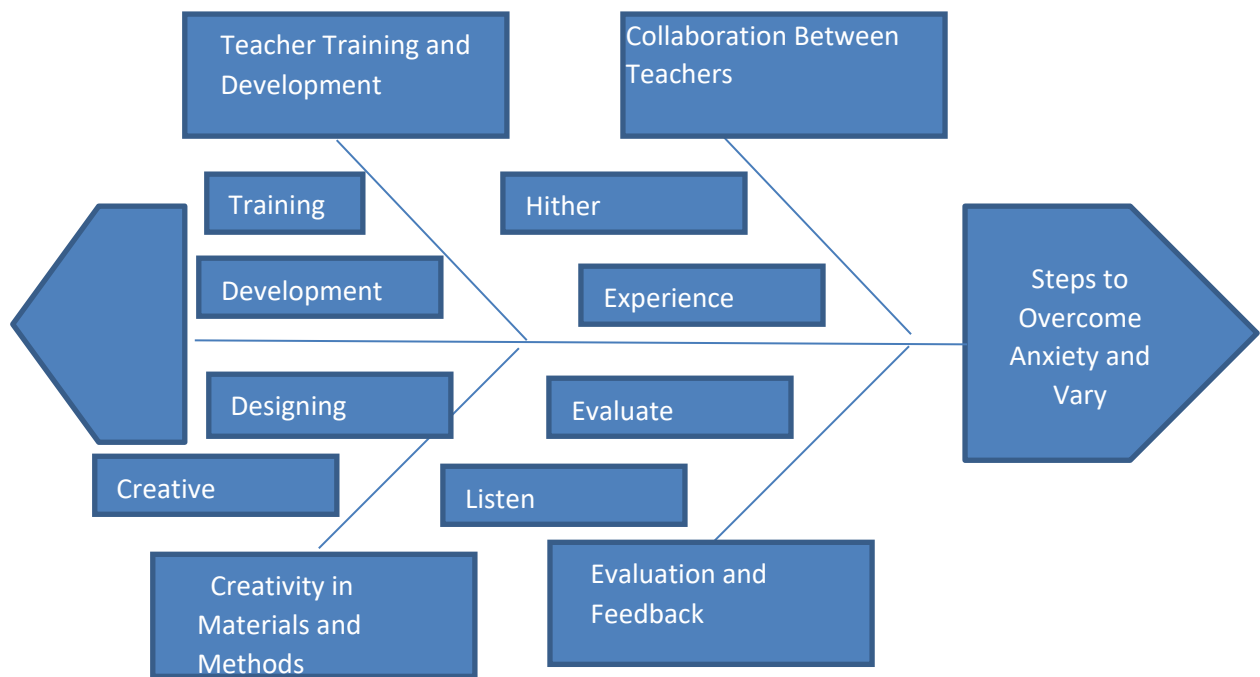 Teacher Training and
Development
Collaboration Between
Teachers
Training
Hither
Development
Experience
Steps to
Overcome
Anxiety and
Vary
Designing
Evaluate
Creative
Listen
Creativity in
Materials and
Methods
Evaluation and
Feedback